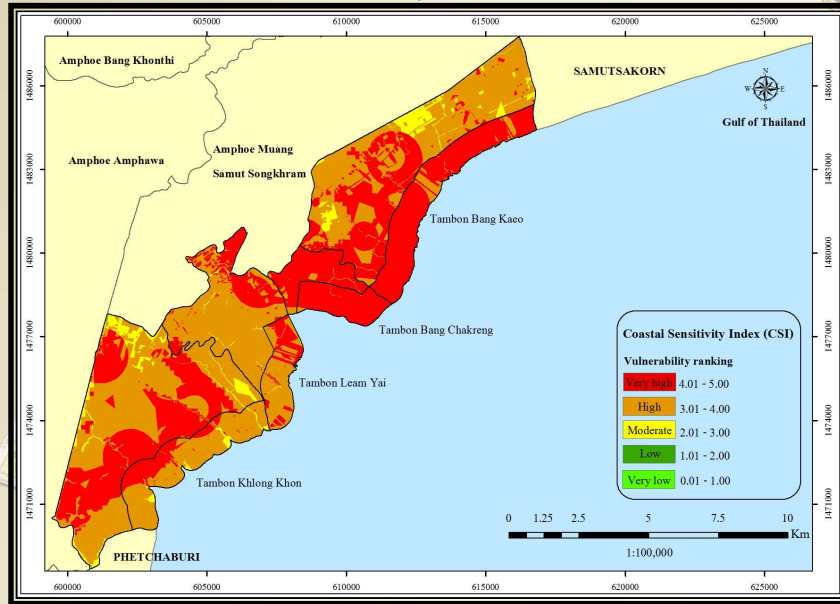 600000 605000 610000 615000 620000 625000
Amphoe Bang Khonthi
SAMUTSAKORN
N
W E
S
Gulf of Thailand
1486000 1486000
Amphoe Amphawa
Amphoe Muang
Samut Songkhram
1483000 1483000
Tambon Bang Kaeo
1480000 1480000
Tambon Bang Chakreng
1477000 1477000
Tambon Leam Yai
1474000 1474000
Tambon Khlong Khon
1471000 1471000
PHETCHABURI
Coastal Sensitivity Index (CSI)
Vulnerability ranking
Very high 4.01 - 5.00
High 3.01 - 4.00
Moderate 2.01 - 3.00
Low 1.01 - 2.00
Very low 0.01 - 1.00
0 1.25 2.5 5 7.5 10
Km
1:100,000
600000 605000 610000 615000 620000 625000